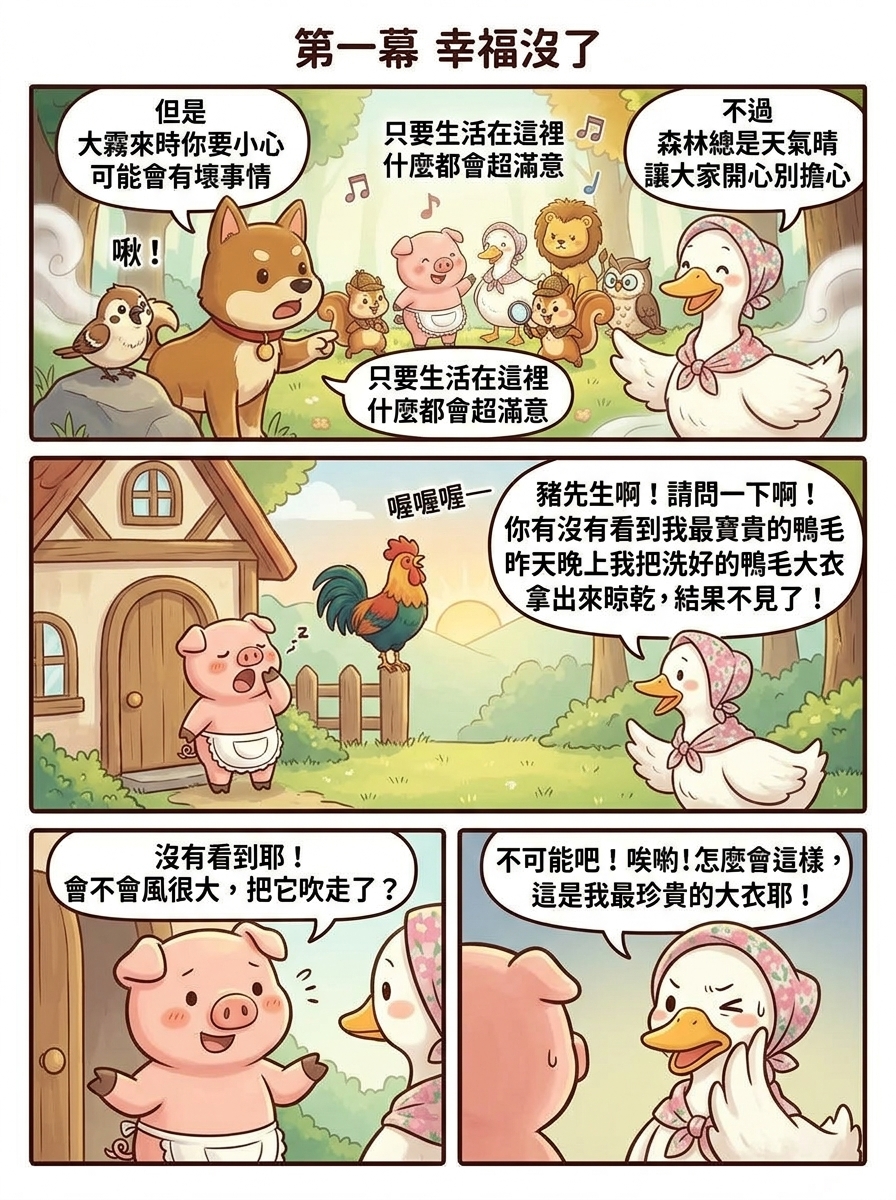 第一幕 幸福沒了
但是
大霧來時你要小心
可能會有壞事情
只要生活在這裡
什麼都會超滿意
不過
森林總是天氣晴
讓大家開心別擔心
啾！
只要生活在這裡
什麼都會超滿意
喔喔喔—
豬先生啊！請問一下啊！
你有沒有看到我最寶貴的鴨毛
昨天晚上我把洗好的鴨毛大衣
拿出來晾乾，結果不見了！
z
沒有看到耶！
會不會風很大，把它吹走了？
不可能吧！唉喲！怎麼會這樣，
這是我最珍貴的大衣耶！